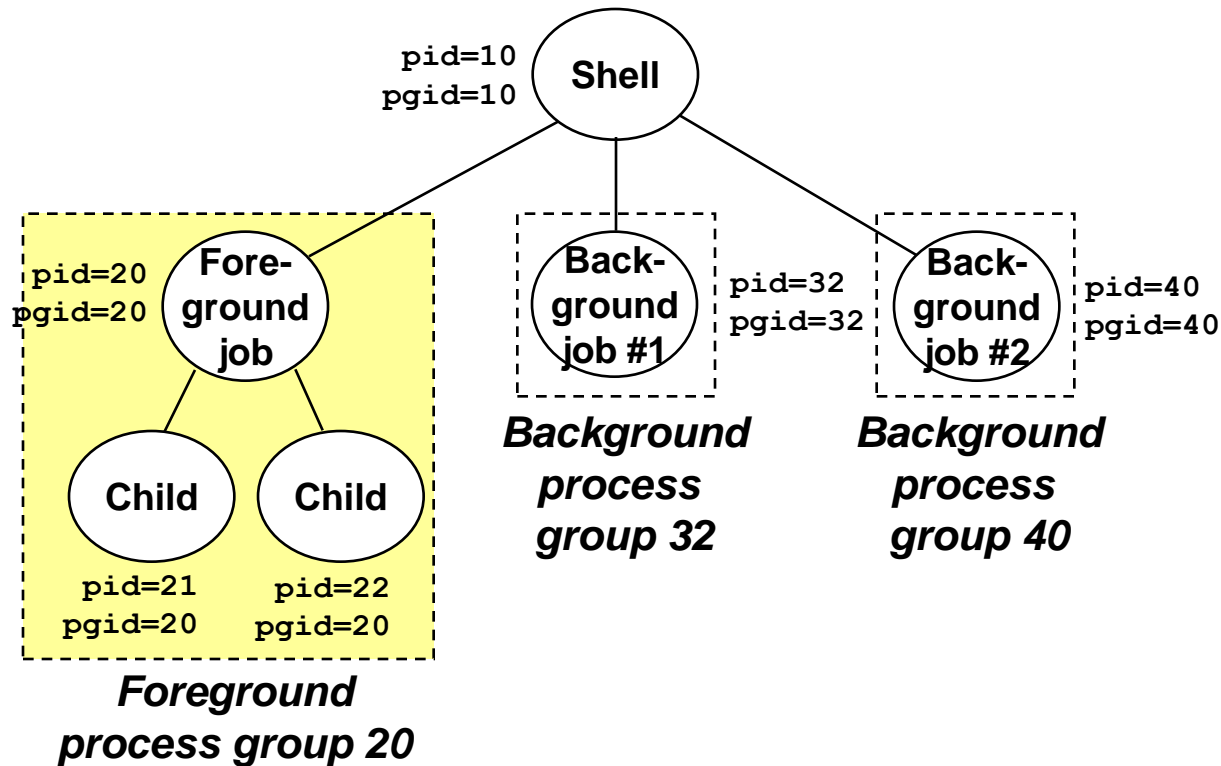 pid=10
pgid=10
Shell
pid=20
pgid=20
Fore-
ground
job
Back-
ground
job #1
pid=32
pgid=32
Back-
ground
job #2
pid=40
pgid=40
Child
Child
pid=21
pgid=20
pid=22
pgid=20
Background
process
group 32
Background
process
group 40
Foreground
process group 20